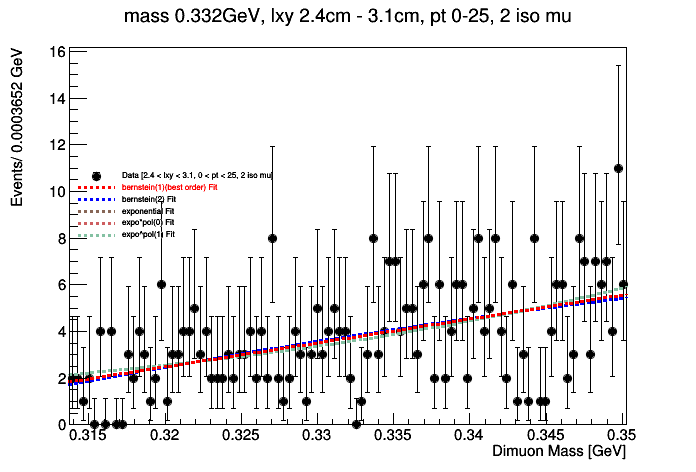 mass 0.332GeV, lxy 2.4cm - 3.1cm, pt 0-25, 2 iso mu
Events/ 0.0003652 GeV
16
14
12
10
8
6
4
2
0
Data [2.4 < lxy < 3.1, 0 < pt < 25, 2 iso mu]
bernstein(1)(best order) Fit
bernstein(2) Fit
exponential Fit
expo*pol(0) Fit
expo*pol(1) Fit
0.315 0.32 0.325 0.33 0.335 0.34 0.345 0.35
Dimuon Mass [GeV]